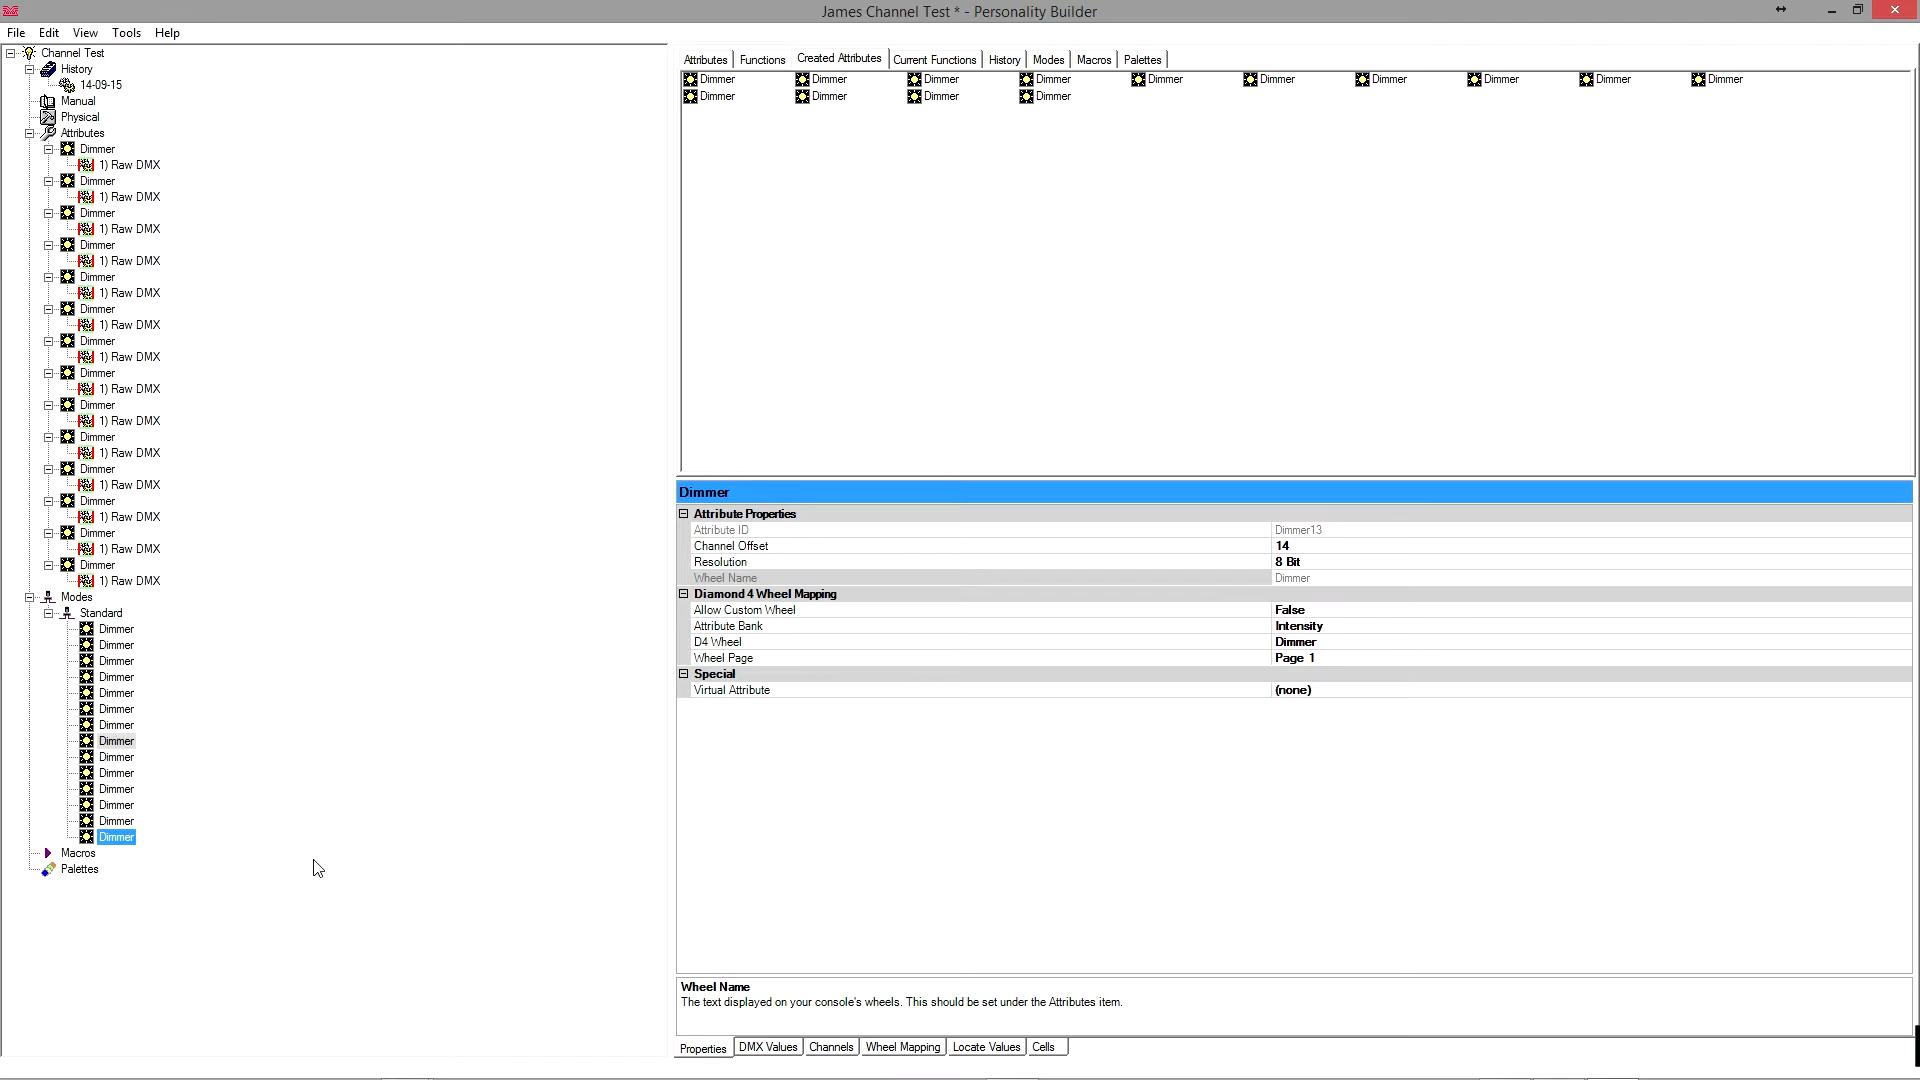 James Channel Test * - Personality Builder
File Edit View Tools Help
Channel Test
History
14-09-15
Manual
Physical
Attributes
Dimmer
1) Raw DMX
Dimmer
1) Raw DMX
Dimmer
1) Raw DMX
Dimmer
1) Raw DMX
Dimmer
1) Raw DMX
Dimmer
1) Raw DMX
Dimmer
1) Raw DMX
Dimmer
1) Raw DMX
Dimmer
1) Raw DMX
Dimmer
1) Raw DMX
Dimmer
1) Raw DMX
Dimmer
1) Raw DMX
Dimmer
1) Raw DMX
Dimmer
1) Raw DMX
Modes
Standard
Dimmer
Dimmer
Dimmer
Dimmer
Dimmer
Dimmer
Dimmer
Dimmer
Dimmer
Dimmer
Dimmer
Dimmer
Dimmer
Dimmer
Macros
Palettes
Attributes Functions Created Attributes Current Functions History Modes Macros Palettes
Dimmer Dimmer Dimmer Dimmer Dimmer Dimmer Dimmer Dimmer Dimmer Dimmer
Dimmer Dimmer Dimmer Dimmer
Dimmer
Attribute Properties
Attribute ID Dimmer13
Channel Offset 14
Resolution 8 Bit
Wheel Name Dimmer
Diamond 4 Wheel Mapping
Allow Custom Wheel False
Attribute Bank Intensity
D4 Wheel Dimmer
Wheel Page Page 1
Special
Virtual Attribute (none)
Wheel Name
The text displayed on your console's wheels. This should be set under the Attributes item.
Properties DMX Values Channels Wheel Mapping Locate Values Cells